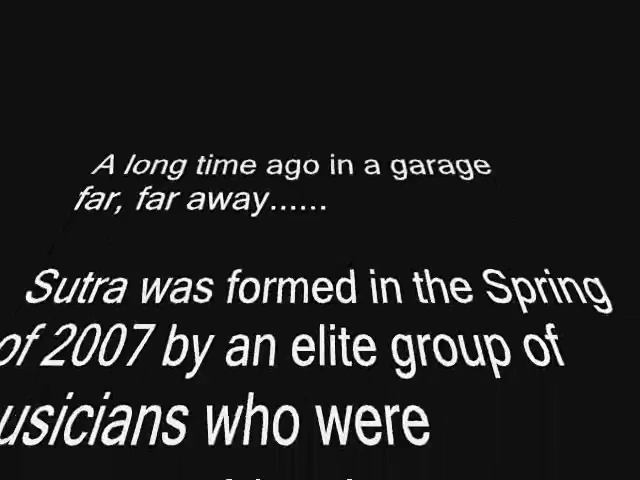 A long time ago in a garage
far, far away......
Sutra was formed in the Spring
of 2007 by an elite group of
usicians who were